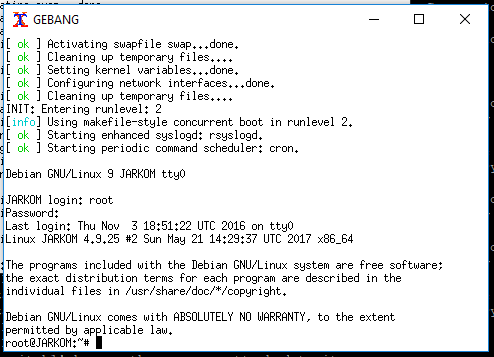 GEBANG
[ ok ] Activating swapfile swap...done.
[ ok ] Cleaning up temporary files....
[ ok ] Setting kernel variables...done.
[ ok ] Configuring network interfaces...done.
[ ok ] Cleaning up temporary files....
INIT: Entering runlevel: 2
[info] Using makefile-style concurrent boot in runlevel 2.
[ ok ] Starting enhanced syslogd: rsyslogd.
[ ok ] Starting periodic command scheduler: cron.
Debian GNU/Linux 9 JARKOM tty0
JARKOM login: root
Password:
Last login: Thu Nov  3 18:51:22 UTC 2016 on tty0
Linux JARKOM 4.9.25 #2 Sun May 21 14:29:37 UTC 2017 x86_64
The programs included with the Debian GNU/Linux system are free software;
the exact distribution terms for each program are described in the
individual files in /usr/share/doc/*/copyright.
Debian GNU/Linux comes with ABSOLUTELY NO WARRANTY, to the extent
permitted by applicable law.
root@JARKOM:~#